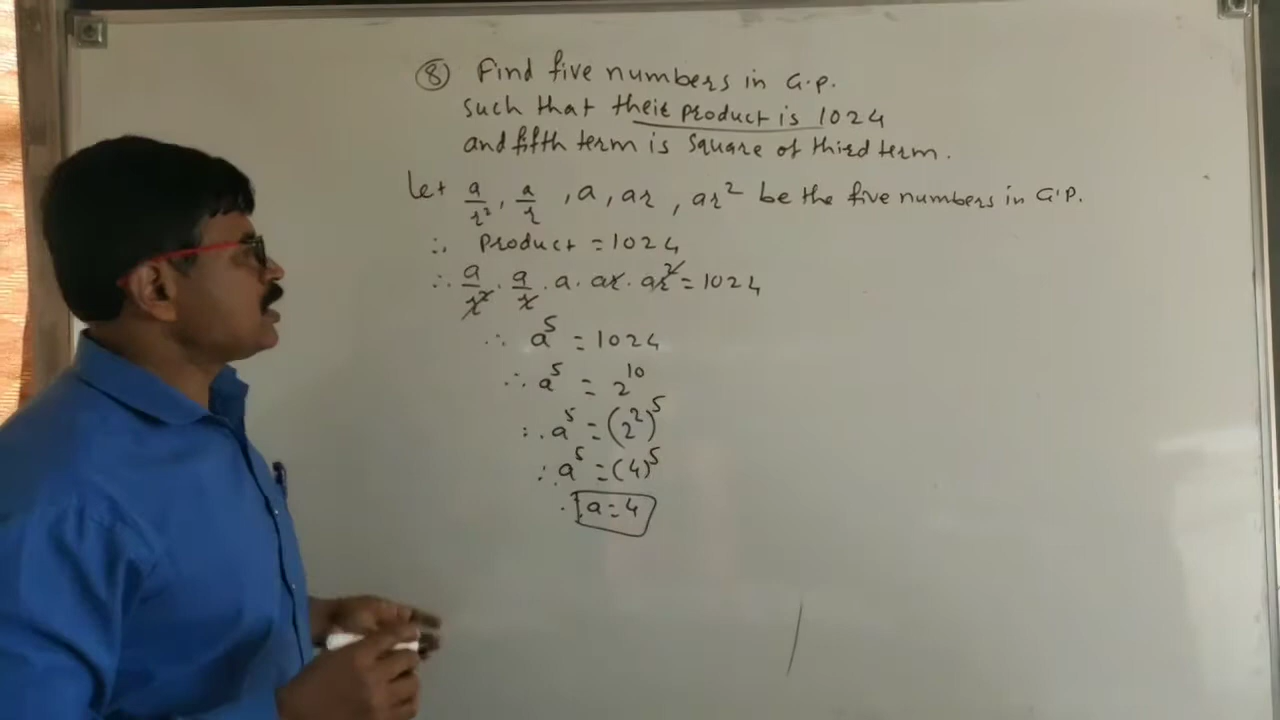 ⑧ Find five numbers in G.P.
such that their product is 1024
and fifth term is square of third term.
Let a/r², a/r, a, ar, ar² be the five numbers in G.P.
∴ Product = 1024
∴ a/r² · a/r · a · ar · ar² = 1024
∴ a⁵ = 1024
∴ a⁵ = 2¹⁰
∴ a⁵ = (2²)⁵
∴ a⁵ = (4)⁵
∴ a = 4